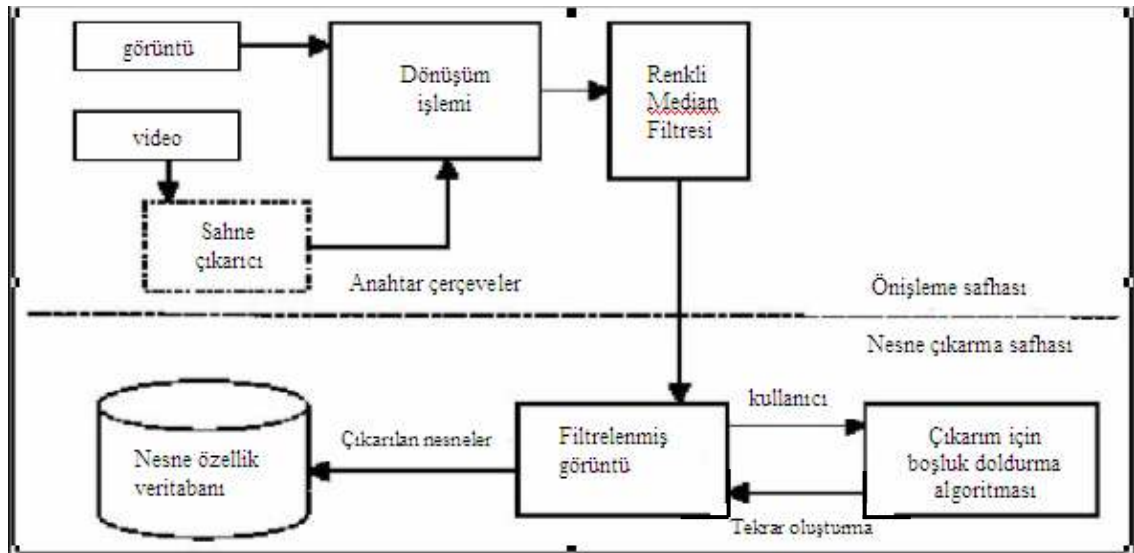 görüntü
Dönüşüm
işlemi
Renkli
Median
Filtresi
video
Sahne
çıkarıcı
Anahtar çerçeveler
Önişleme safhası
Nesne çıkarma safhası
kullanıcı
Çıkarılan nesneler
Filtrelenmiş
görüntü
Çıkarım için
boşluk doldurma
algoritması
Nesne özellik
veritabanı
Tekrar oluşturma